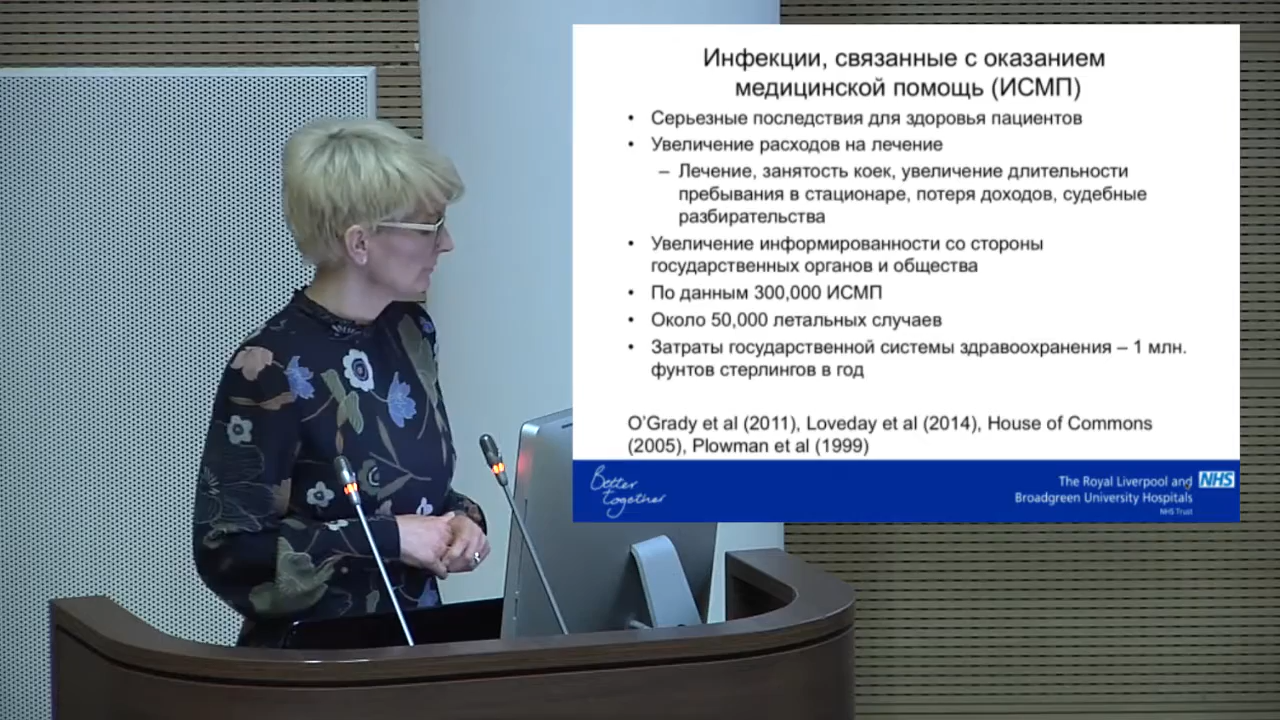 Инфекции, связанные с оказанием
медицинской помощь (ИСМП)
• Серьезные последствия для здоровья пациентов
• Увеличение расходов на лечение
– Лечение, занятость коек, увеличение длительности
пребывания в стационаре, потеря доходов, судебные
разбирательства
• Увеличение информированности со стороны
государственных органов и общества
• По данным 300,000 ИСМП
• Около 50,000 летальных случаев
• Затраты государственной системы здравоохранения – 1 млн.
фунтов стерлингов в год
O'Grady et al (2011), Loveday et al (2014), House of Commons
(2005), Plowman et al (1999)
Better
together
The Royal Liverpool and NHS
Broadgreen University Hospitals
NHS Trust